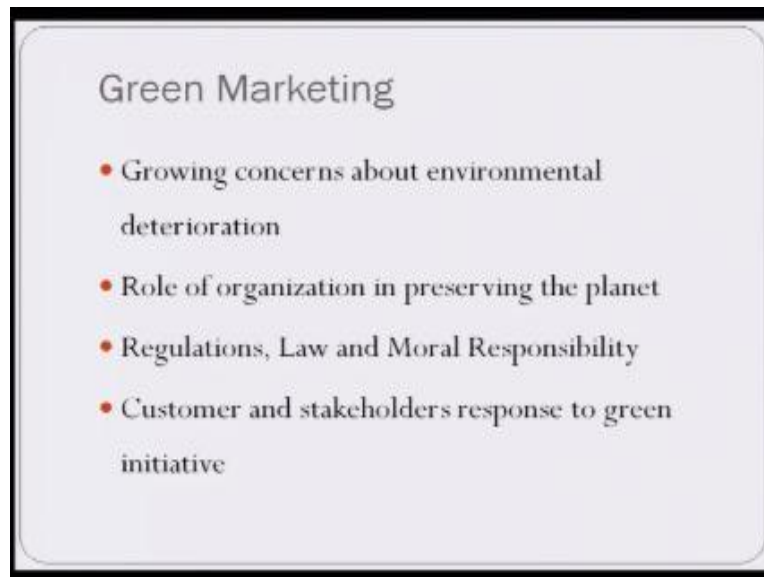 Green Marketing
Growing concerns about environmental
deterioration
Role of organization in preserving the planet
Regulations, Law and Moral Responsibility
Customer and stakeholders response to green
initiative